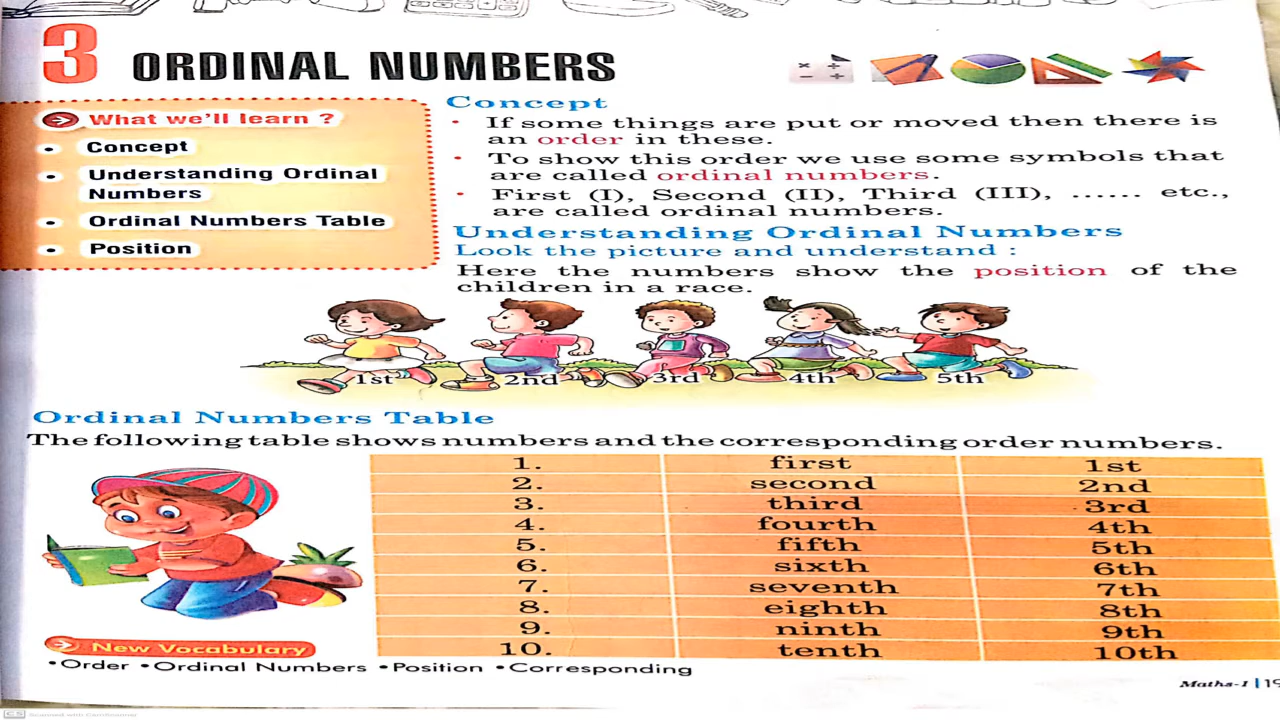 3 ORDINAL NUMBERS
What we'll learn ?
• Concept
• Understanding Ordinal
Numbers
• Ordinal Numbers Table
• Position
Concept
• If some things are put or moved then there is
an order in these.
• To show this order we use some symbols that
are called ordinal numbers.
• First (I), Second (II), Third (III), ...... etc.,
are called ordinal numbers.
Understanding Ordinal Numbers
Look the picture and understand :
Here the numbers show the position of the
children in a race.
1st 2nd 3rd 4th 5th
Ordinal Numbers Table
The following table shows numbers and the corresponding order numbers.
1. first 1st
2. second 2nd
3. third 3rd
4. fourth 4th
5. fifth 5th
6. sixth 6th
7. seventh 7th
8. eighth 8th
9. ninth 9th
10. tenth 10th
New Vocabulary
•Order •Ordinal Numbers •Position •Corresponding
Maths-1 | 19
CS Scanned with CamScanner